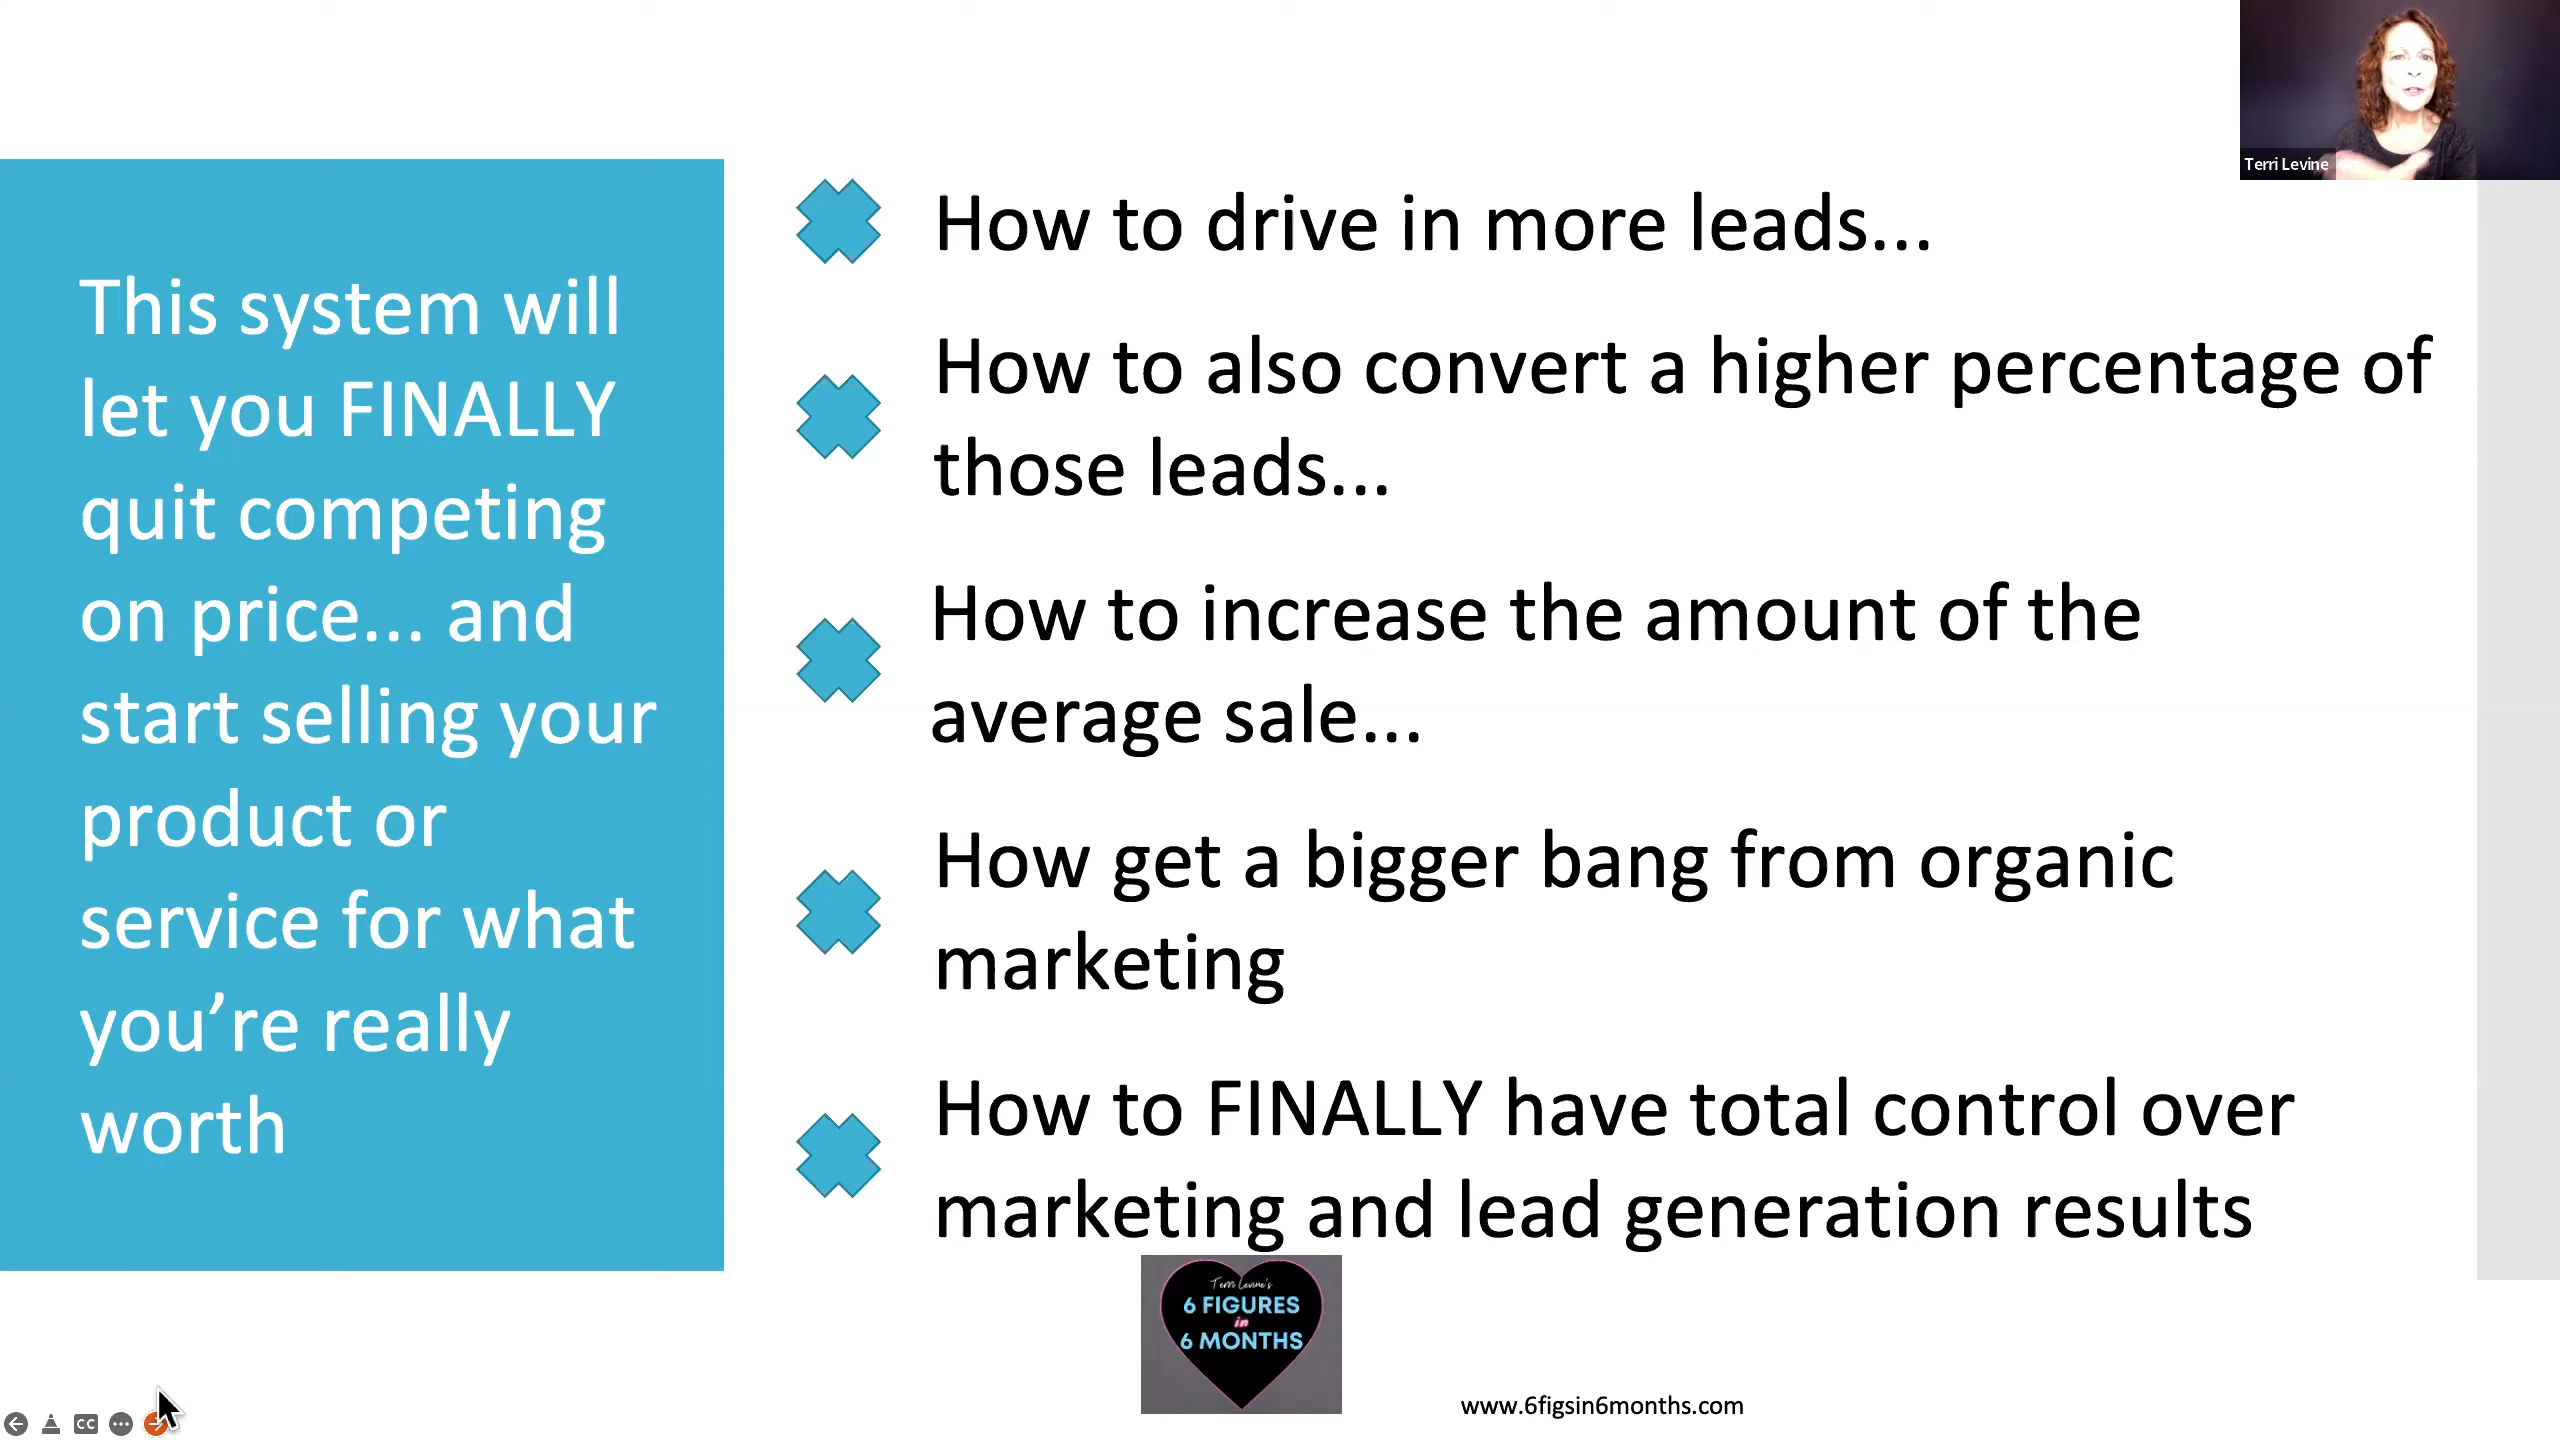 Terri Levine
This system will
let you FINALLY
quit competing
on price... and
start selling your
product or
service for what
you’re really
worth
How to drive in more leads...
How to also convert a higher percentage of
those leads...
How to increase the amount of the
average sale...
How get a bigger bang from organic
marketing
How to FINALLY have total control over
marketing and lead generation results
Terri Levine's
6 FIGURES
in
6 MONTHS
www.6figsin6months.com
CC